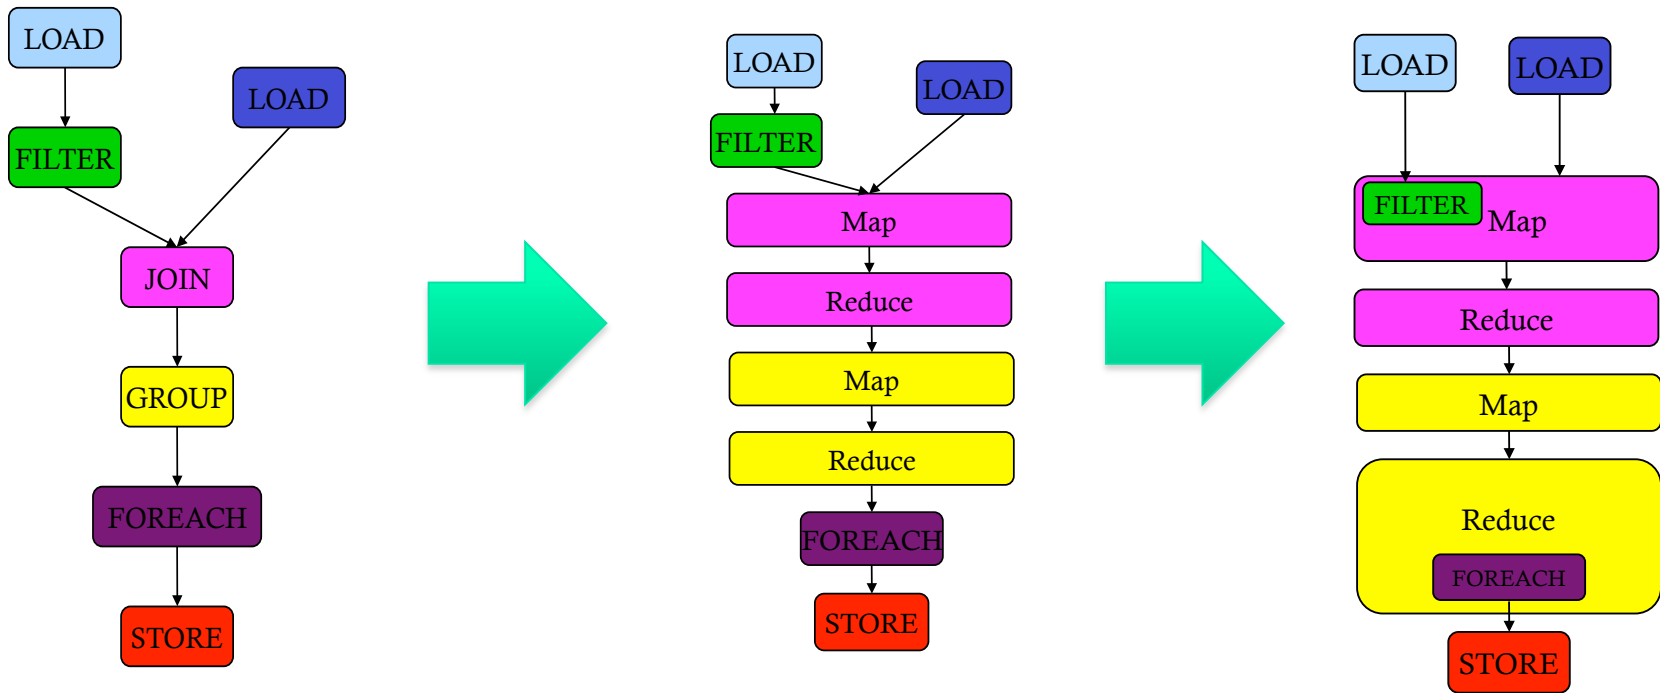 LOAD
LOAD
FILTER
JOIN
GROUP
FOREACH
STORE
LOAD
LOAD
FILTER
Map
Reduce
Map
Reduce
FOREACH
STORE
LOAD
LOAD
FILTER
Map
Reduce
Map
Reduce
FOREACH
STORE